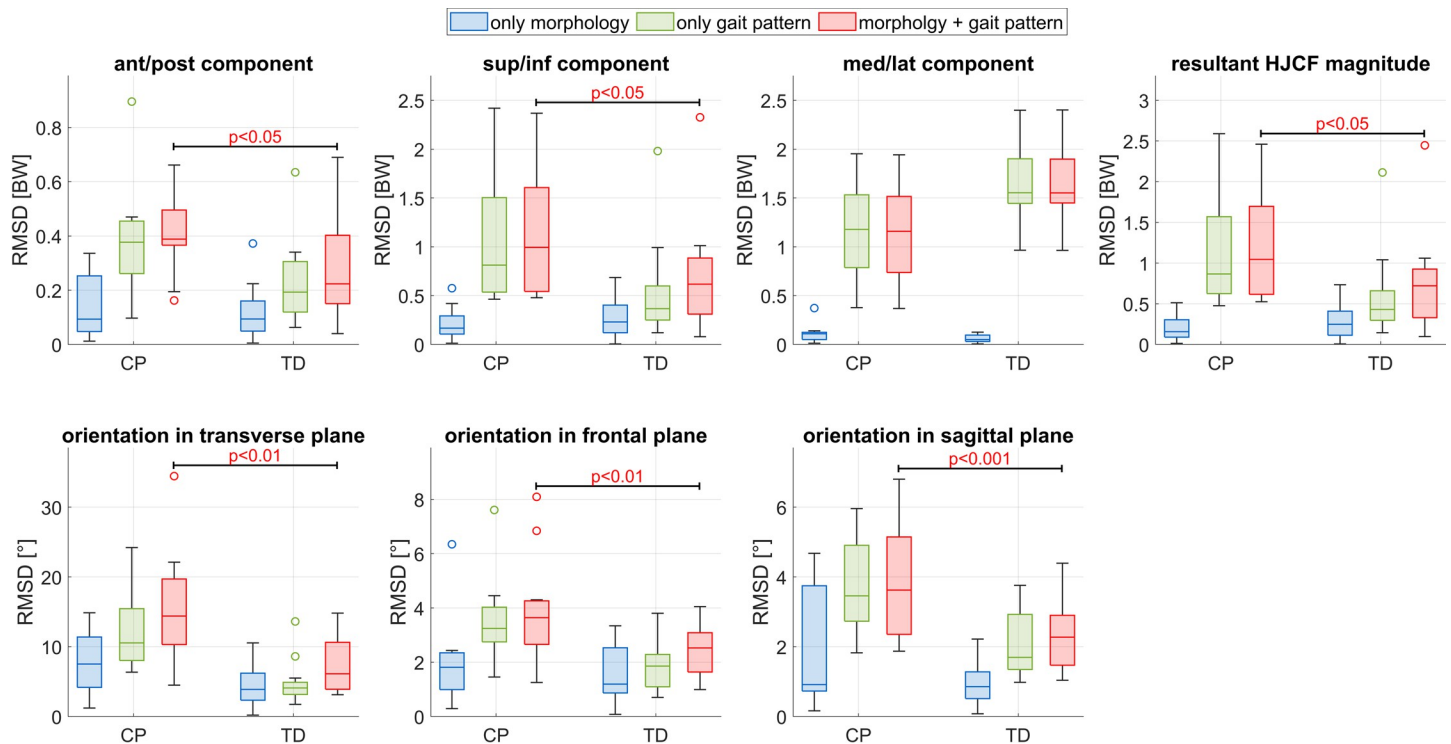 only morphology only gait pattern morpholgy + gait pattern
ant/post component
RMSD [BW]
0.8
0.6
0.4
0.2
0
p<0.05
CP TD
sup/inf component
RMSD [BW]
2.5
2
1.5
1
0.5
0
p<0.05
CP TD
med/lat component
RMSD [BW]
2.5
2
1.5
1
0.5
0
CP TD
resultant HJCF magnitude
RMSD [BW]
3
2.5
2
1.5
1
0.5
0
p<0.05
CP TD
orientation in transverse plane
RMSD [°]
30
20
10
0
p<0.01
CP TD
orientation in frontal plane
RMSD [°]
8
6
4
2
0
p<0.01
CP TD
orientation in sagittal plane
RMSD [°]
6
4
2
0
p<0.001
CP TD